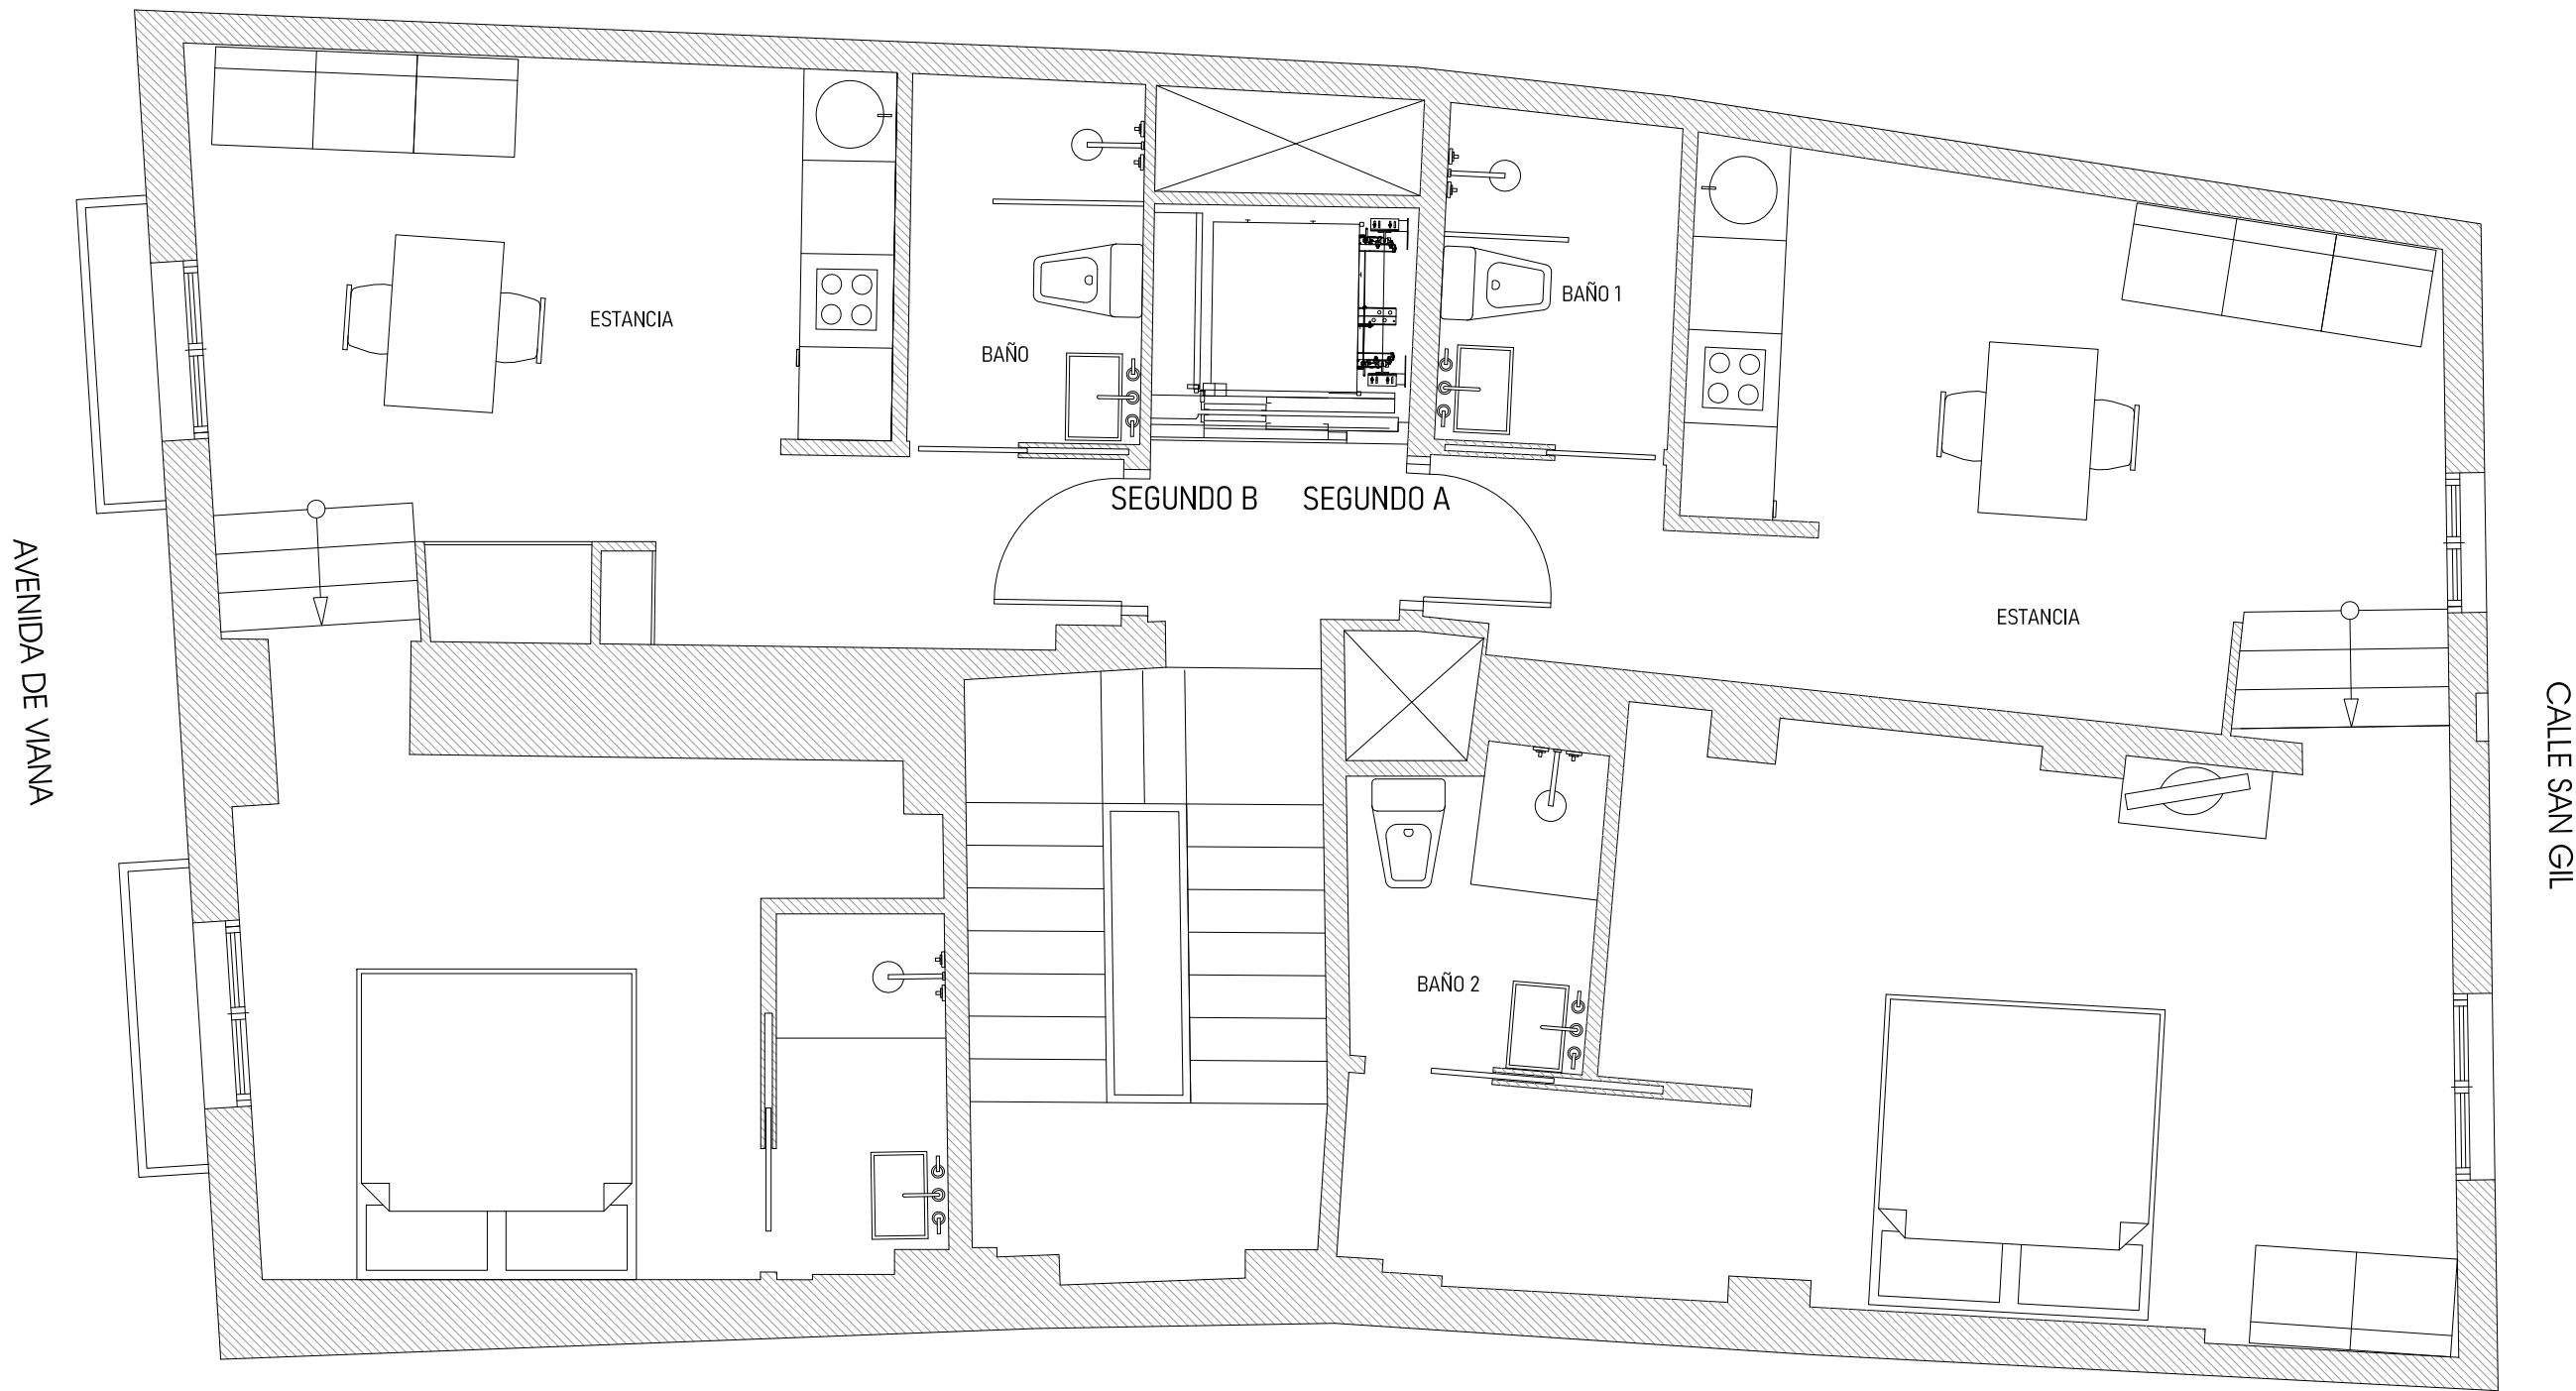 BAÑO 1
ESTANCIA
BAÑO
SEGUNDO B
SEGUNDO A
AVENIDA DE VIANA
ESTANCIA
CALLE SAN GIL
BAÑO 2